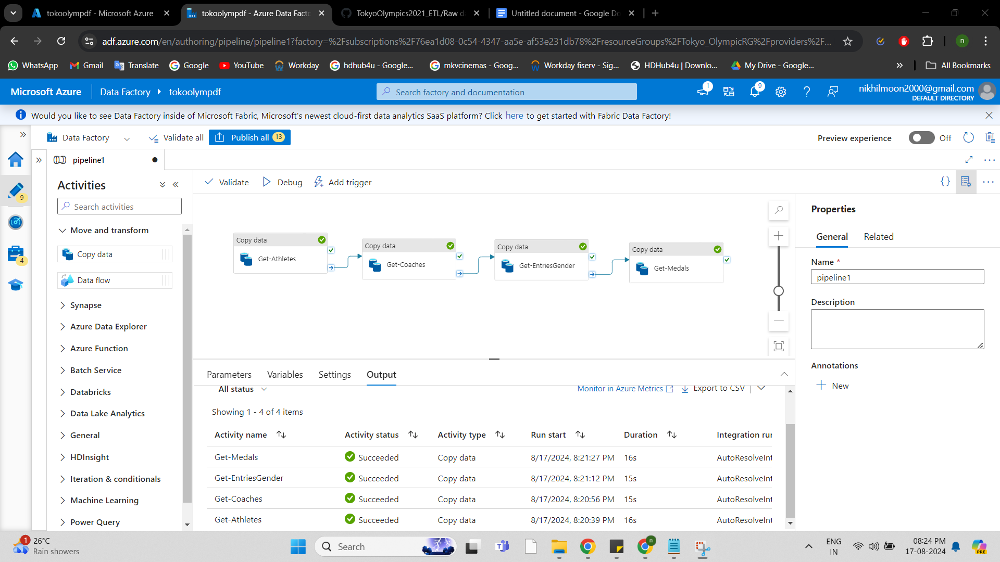 tokoolympdf - Microsoft Azure
tokoolympdf - Azure Data Facto
TokyoOlympics2021_ETL/Raw d
Untitled document - Google Do
adf.azure.com/en/authoring/pipeline/pipeline1?factory=%2Fsubscriptions%2F76ea1d08-0c54-4347-aa5e-af53e231db78%2FresourceGroups%2FTokyo_OlympicRG%2Fproviders%2F...
n
WhatsApp
Gmail
Translate
Google
YouTube
Workday
hdhub4u - Google...
mkvcinemas - Goog...
Workday fiserv - Sig...
HDHub4u | Downlo...
My Drive - Google...
All Bookmarks
Microsoft Azure
Data Factory
tokoolympdf
Search factory and documentation
1
9
nikhilmoon2000@gmail.com
DEFAULT DIRECTORY
Would you like to see Data Factory inside of Microsoft Fabric, Microsoft's newest cloud-first data analytics SaaS platform? Click here to get started with Fabric Data Factory!
Data Factory
Validate all
Publish all 13
Preview experience
Off
pipeline1
9
4
Activities
Search activities
Move and transform
Copy data
Data flow
Synapse
Azure Data Explorer
Azure Function
Batch Service
Databricks
Data Lake Analytics
General
HDInsight
Iteration & conditionals
Machine Learning
Power Query
Validate
Debug
Add trigger
{}
Copy data
Get-Athletes
Copy data
Get-Coaches
Copy data
Get-EntriesGender
Copy data
Get-Medals
Properties
General
Related
Name *
pipeline1
Description
Annotations
New
Parameters
Variables
Settings
Output
All status
Monitor in Azure Metrics
Export to CSV
Showing 1 - 4 of 4 items
Activity name
Activity status
Activity type
Run start
Duration
Integration rur
Get-Medals Succeeded Copy data 8/17/2024, 8:21:27 PM 16s AutoResolveInt
Get-EntriesGender Succeeded Copy data 8/17/2024, 8:21:12 PM 15s AutoResolveInt
Get-Coaches Succeeded Copy data 8/17/2024, 8:20:56 PM 15s AutoResolveInt
Get-Athletes Succeeded Copy data 8/17/2024, 8:20:39 PM 16s AutoResolveInt
1
26°C
Rain showers
Search
n
ENG
IN
08:24 PM
17-08-2024
PRE